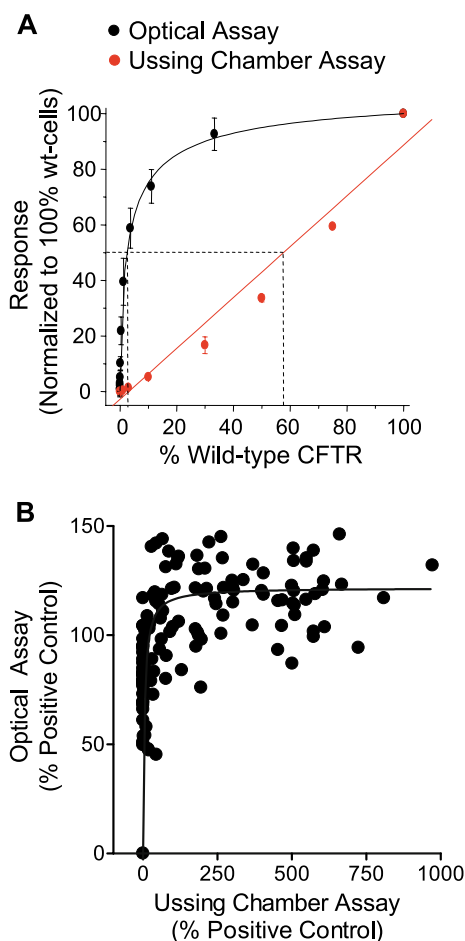 A
Optical Assay
Ussing Chamber Assay
Response
(Normalized to 100% wt-cells)
100
80
60
40
20
0
0 20 40 60 80 100
% Wild-type CFTR
B
Optical Assay
(% Positive Control)
150
100
50
0
0 250 500 750 1000
Ussing Chamber Assay
(% Positive Control)